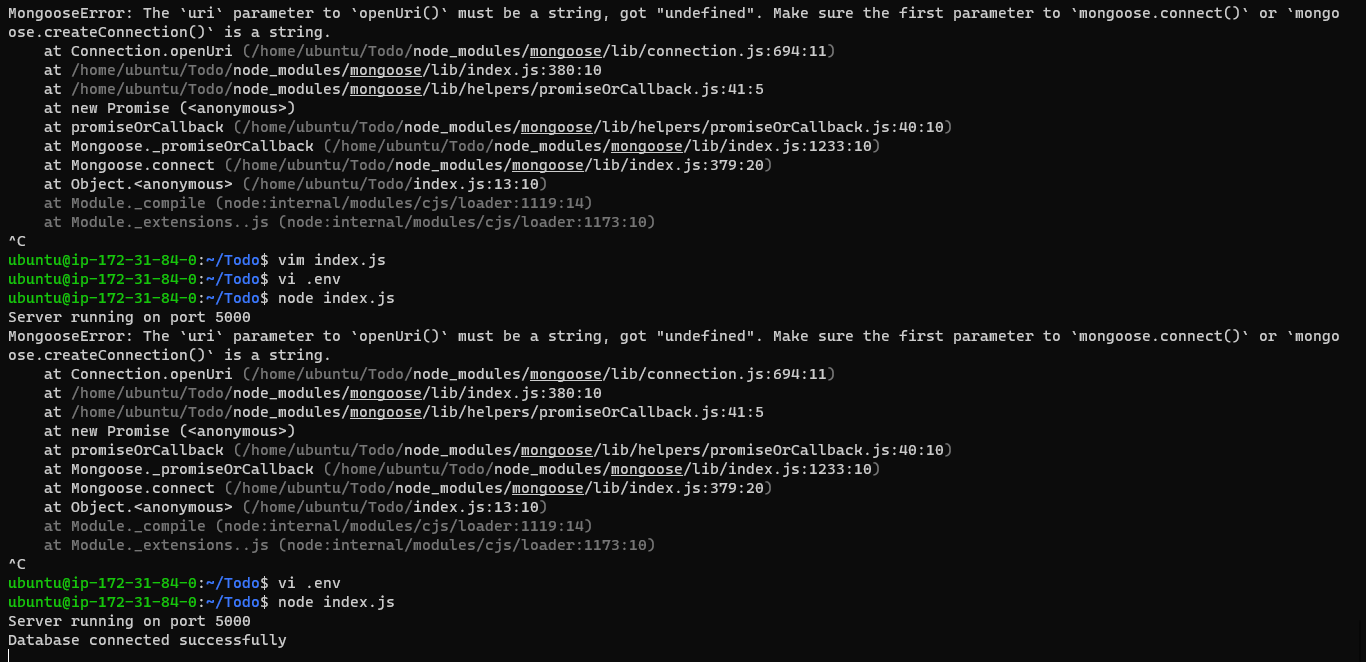 MongooseError: The `uri` parameter to `openUri()` must be a string, got "undefined". Make sure the first parameter to `mongoose.connect()` or `mongo
ose.createConnection()` is a string.
    at Connection.openUri (/home/ubuntu/Todo/node_modules/mongoose/lib/connection.js:694:11)
    at /home/ubuntu/Todo/node_modules/mongoose/lib/index.js:380:10
    at /home/ubuntu/Todo/node_modules/mongoose/lib/helpers/promiseOrCallback.js:41:5
    at new Promise (<anonymous>)
    at promiseOrCallback (/home/ubuntu/Todo/node_modules/mongoose/lib/helpers/promiseOrCallback.js:40:10)
    at Mongoose._promiseOrCallback (/home/ubuntu/Todo/node_modules/mongoose/lib/index.js:1233:10)
    at Mongoose.connect (/home/ubuntu/Todo/node_modules/mongoose/lib/index.js:379:20)
    at Object.<anonymous> (/home/ubuntu/Todo/index.js:13:10)
    at Module._compile (node:internal/modules/cjs/loader:1119:14)
    at Module._extensions..js (node:internal/modules/cjs/loader:1173:10)
^C
ubuntu@ip-172-31-84-0:~/Todo$ vim index.js
ubuntu@ip-172-31-84-0:~/Todo$ vi .env
ubuntu@ip-172-31-84-0:~/Todo$ node index.js
Server running on port 5000
MongooseError: The `uri` parameter to `openUri()` must be a string, got "undefined". Make sure the first parameter to `mongoose.connect()` or `mongo
ose.createConnection()` is a string.
    at Connection.openUri (/home/ubuntu/Todo/node_modules/mongoose/lib/connection.js:694:11)
    at /home/ubuntu/Todo/node_modules/mongoose/lib/index.js:380:10
    at /home/ubuntu/Todo/node_modules/mongoose/lib/helpers/promiseOrCallback.js:41:5
    at new Promise (<anonymous>)
    at promiseOrCallback (/home/ubuntu/Todo/node_modules/mongoose/lib/helpers/promiseOrCallback.js:40:10)
    at Mongoose._promiseOrCallback (/home/ubuntu/Todo/node_modules/mongoose/lib/index.js:1233:10)
    at Mongoose.connect (/home/ubuntu/Todo/node_modules/mongoose/lib/index.js:379:20)
    at Object.<anonymous> (/home/ubuntu/Todo/index.js:13:10)
    at Module._compile (node:internal/modules/cjs/loader:1119:14)
    at Module._extensions..js (node:internal/modules/cjs/loader:1173:10)
^C
ubuntu@ip-172-31-84-0:~/Todo$ vi .env
ubuntu@ip-172-31-84-0:~/Todo$ node index.js
Server running on port 5000
Database connected successfully